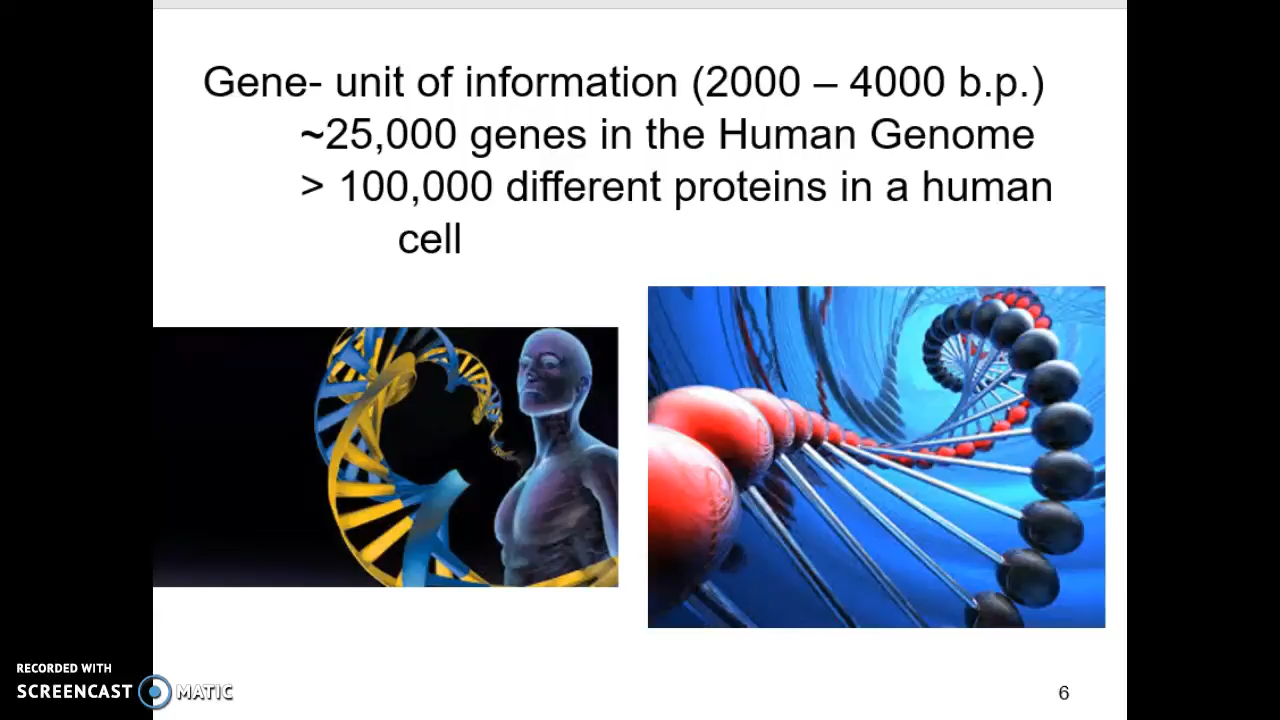 Gene- unit of information (2000 – 4000 b.p.)
~25,000 genes in the Human Genome
> 100,000 different proteins in a human
cell
RECORDED WITH
SCREENCAST MATIC
6